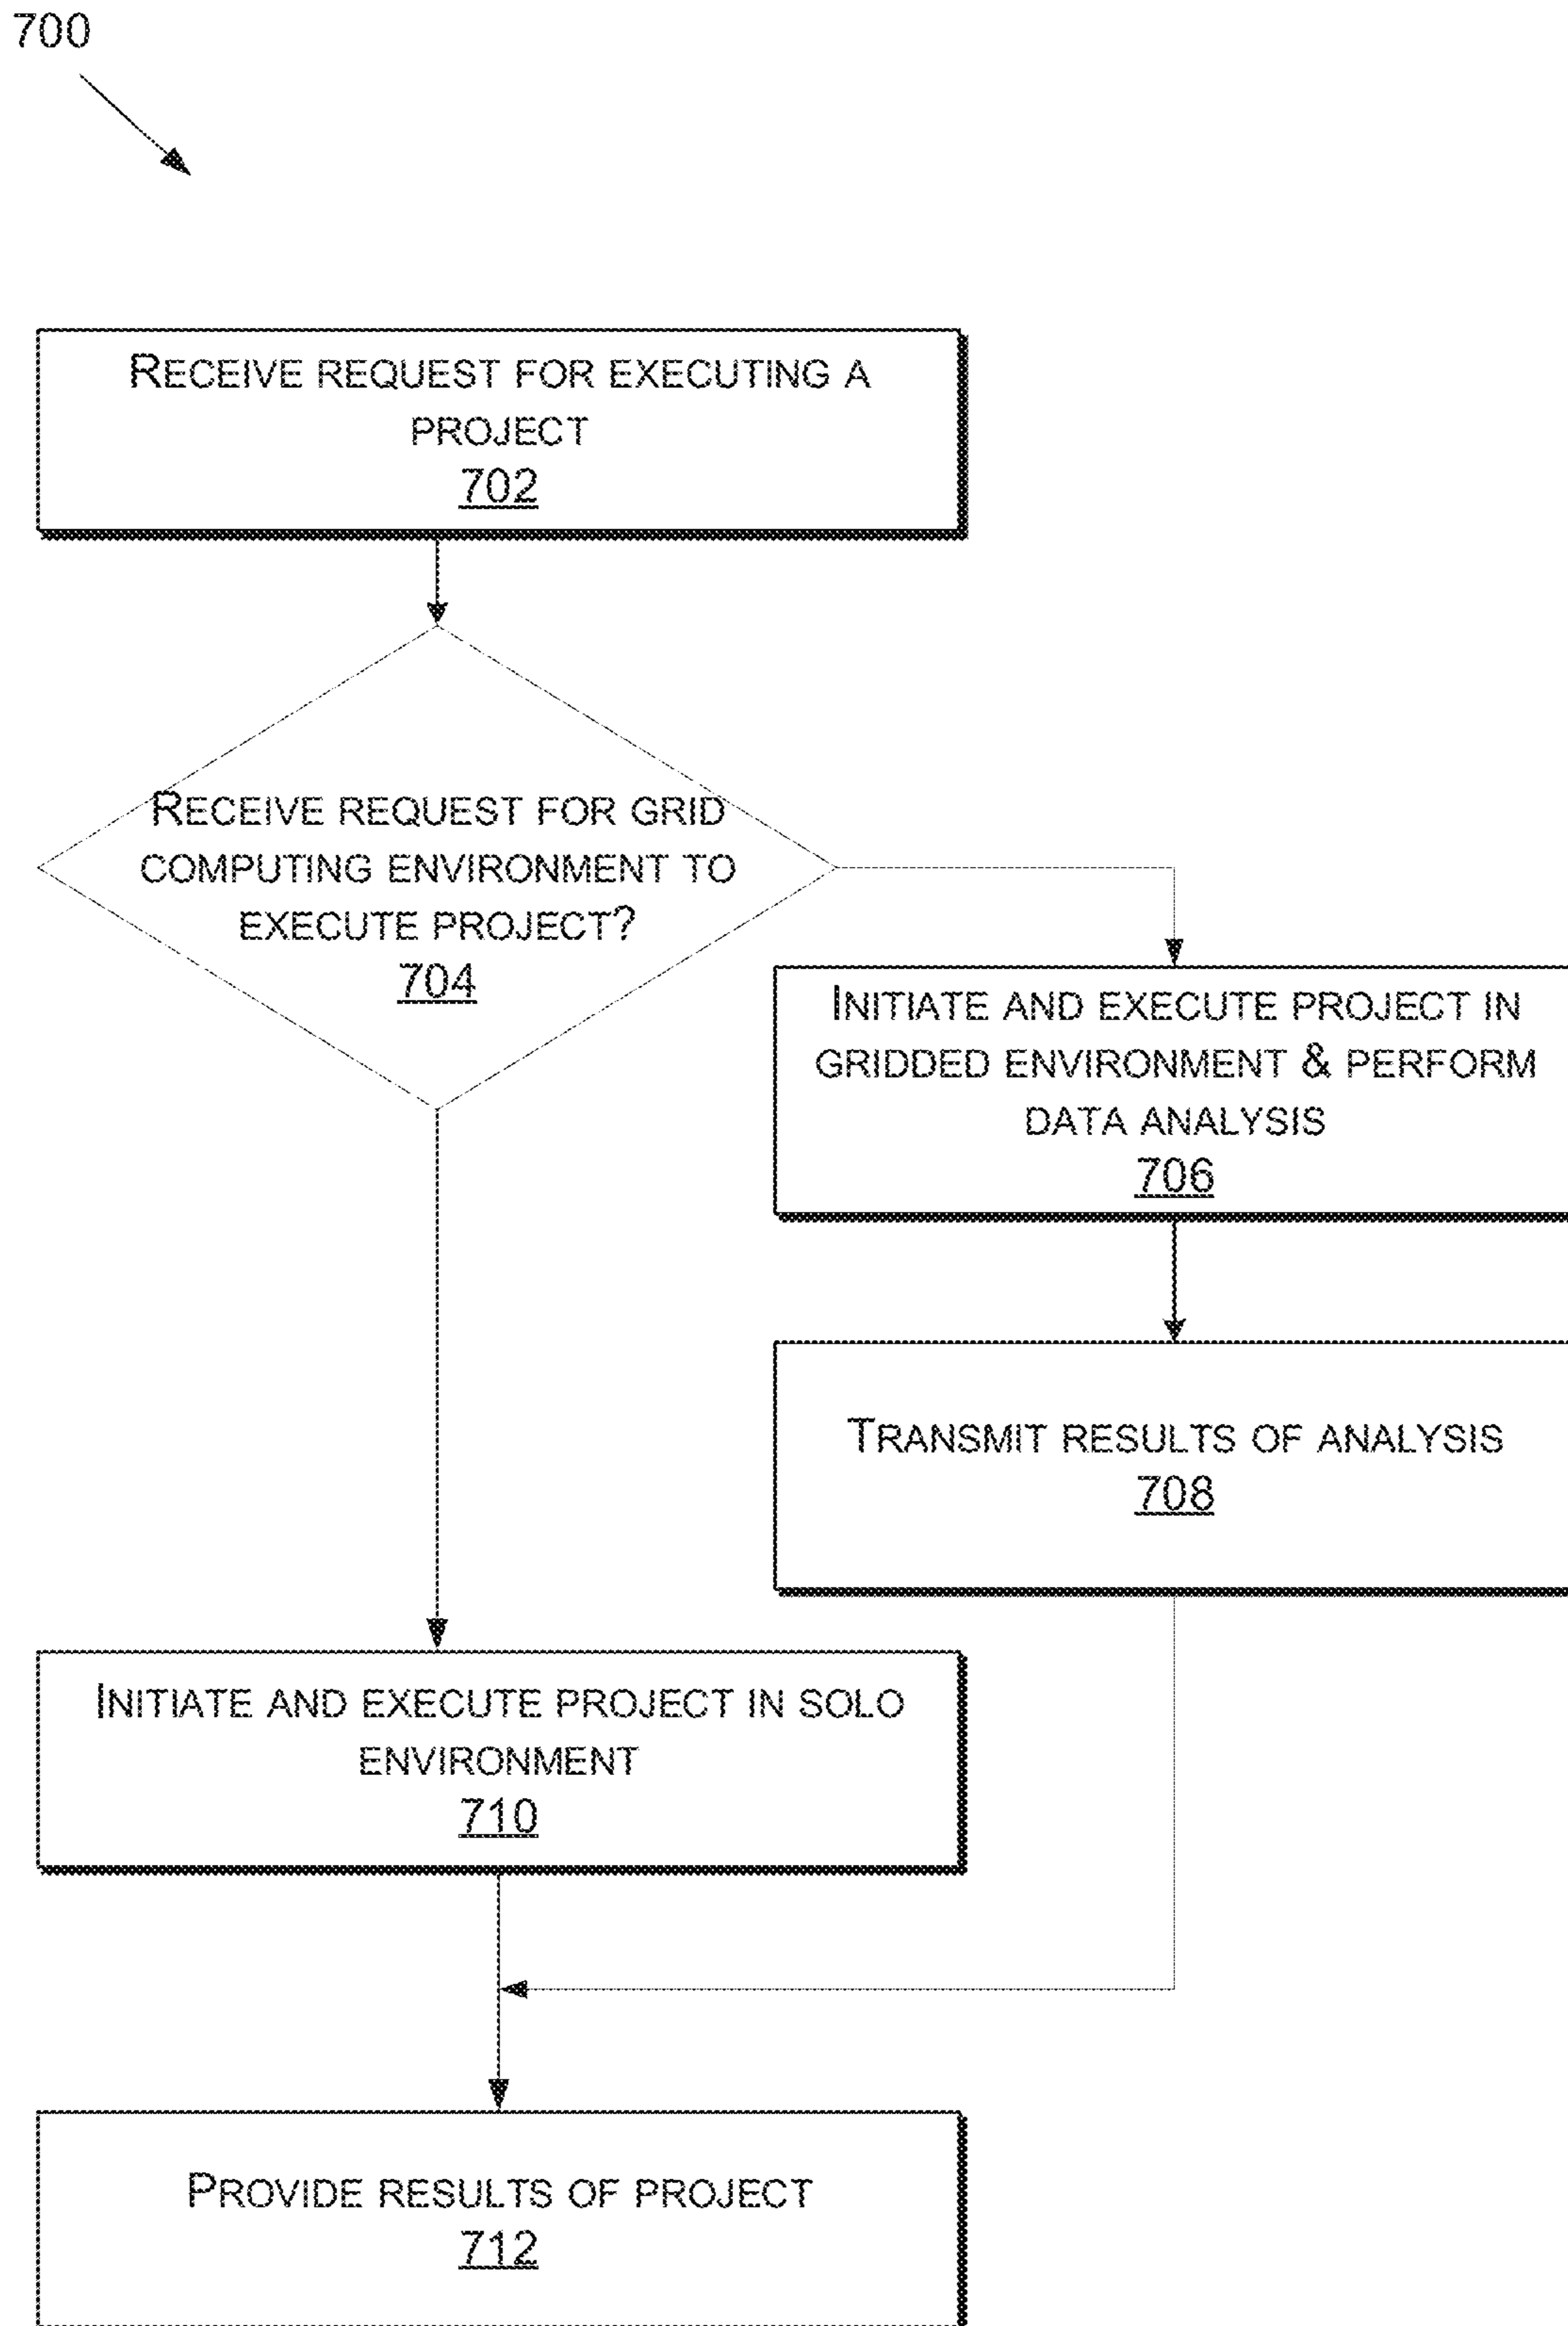 700
RECEIVE REQUEST FOR EXECUTING A
PROJECT
702
RECEIVE REQUEST FOR GRID
COMPUTING ENVIRONMENT TO
EXECUTE PROJECT?
704
INITIATE AND EXECUTE PROJECT IN
GRIDDED ENVIRONMENT & PERFORM
DATA ANALYSIS
706
TRANSMIT RESULTS OF ANALYSIS
708
INITIATE AND EXECUTE PROJECT IN SOLO
ENVIRONMENT
710
PROVIDE RESULTS OF PROJECT
712